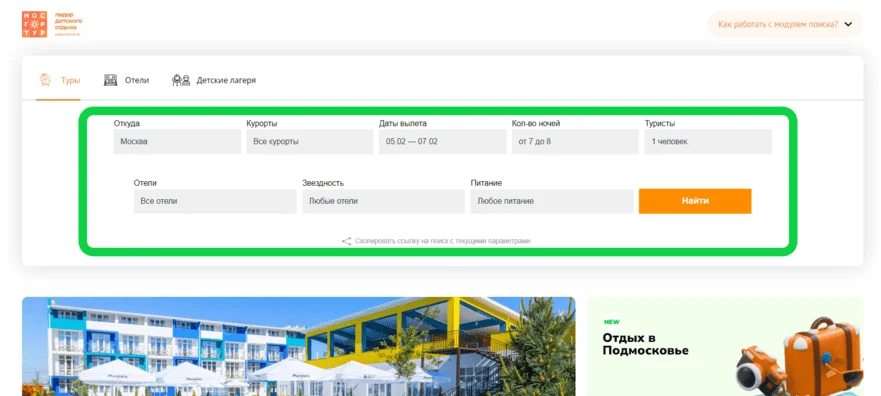 МОС
ГОР
ТУР
лидер
детского
отдыха
Как работать с модулем поиска?
Туры
Отели
Детские лагеря
Откуда
Курорты
Даты вылета
Кол-во ночей
Туристы
Москва
Все курорты
05.02 — 07.02
от 7 до 8
1 человек
Отели
Звездность
Питание
Все отели
Любые отели
Любое питание
Найти
Скопировать ссылку на поиск с текущими параметрами
NEW
Отдых в
Подмосковье